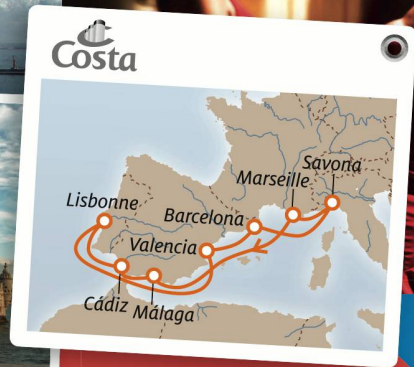 Costa
Savona
Marseille
Lisbonne
Barcelona
Valencia
Cádiz
Málaga